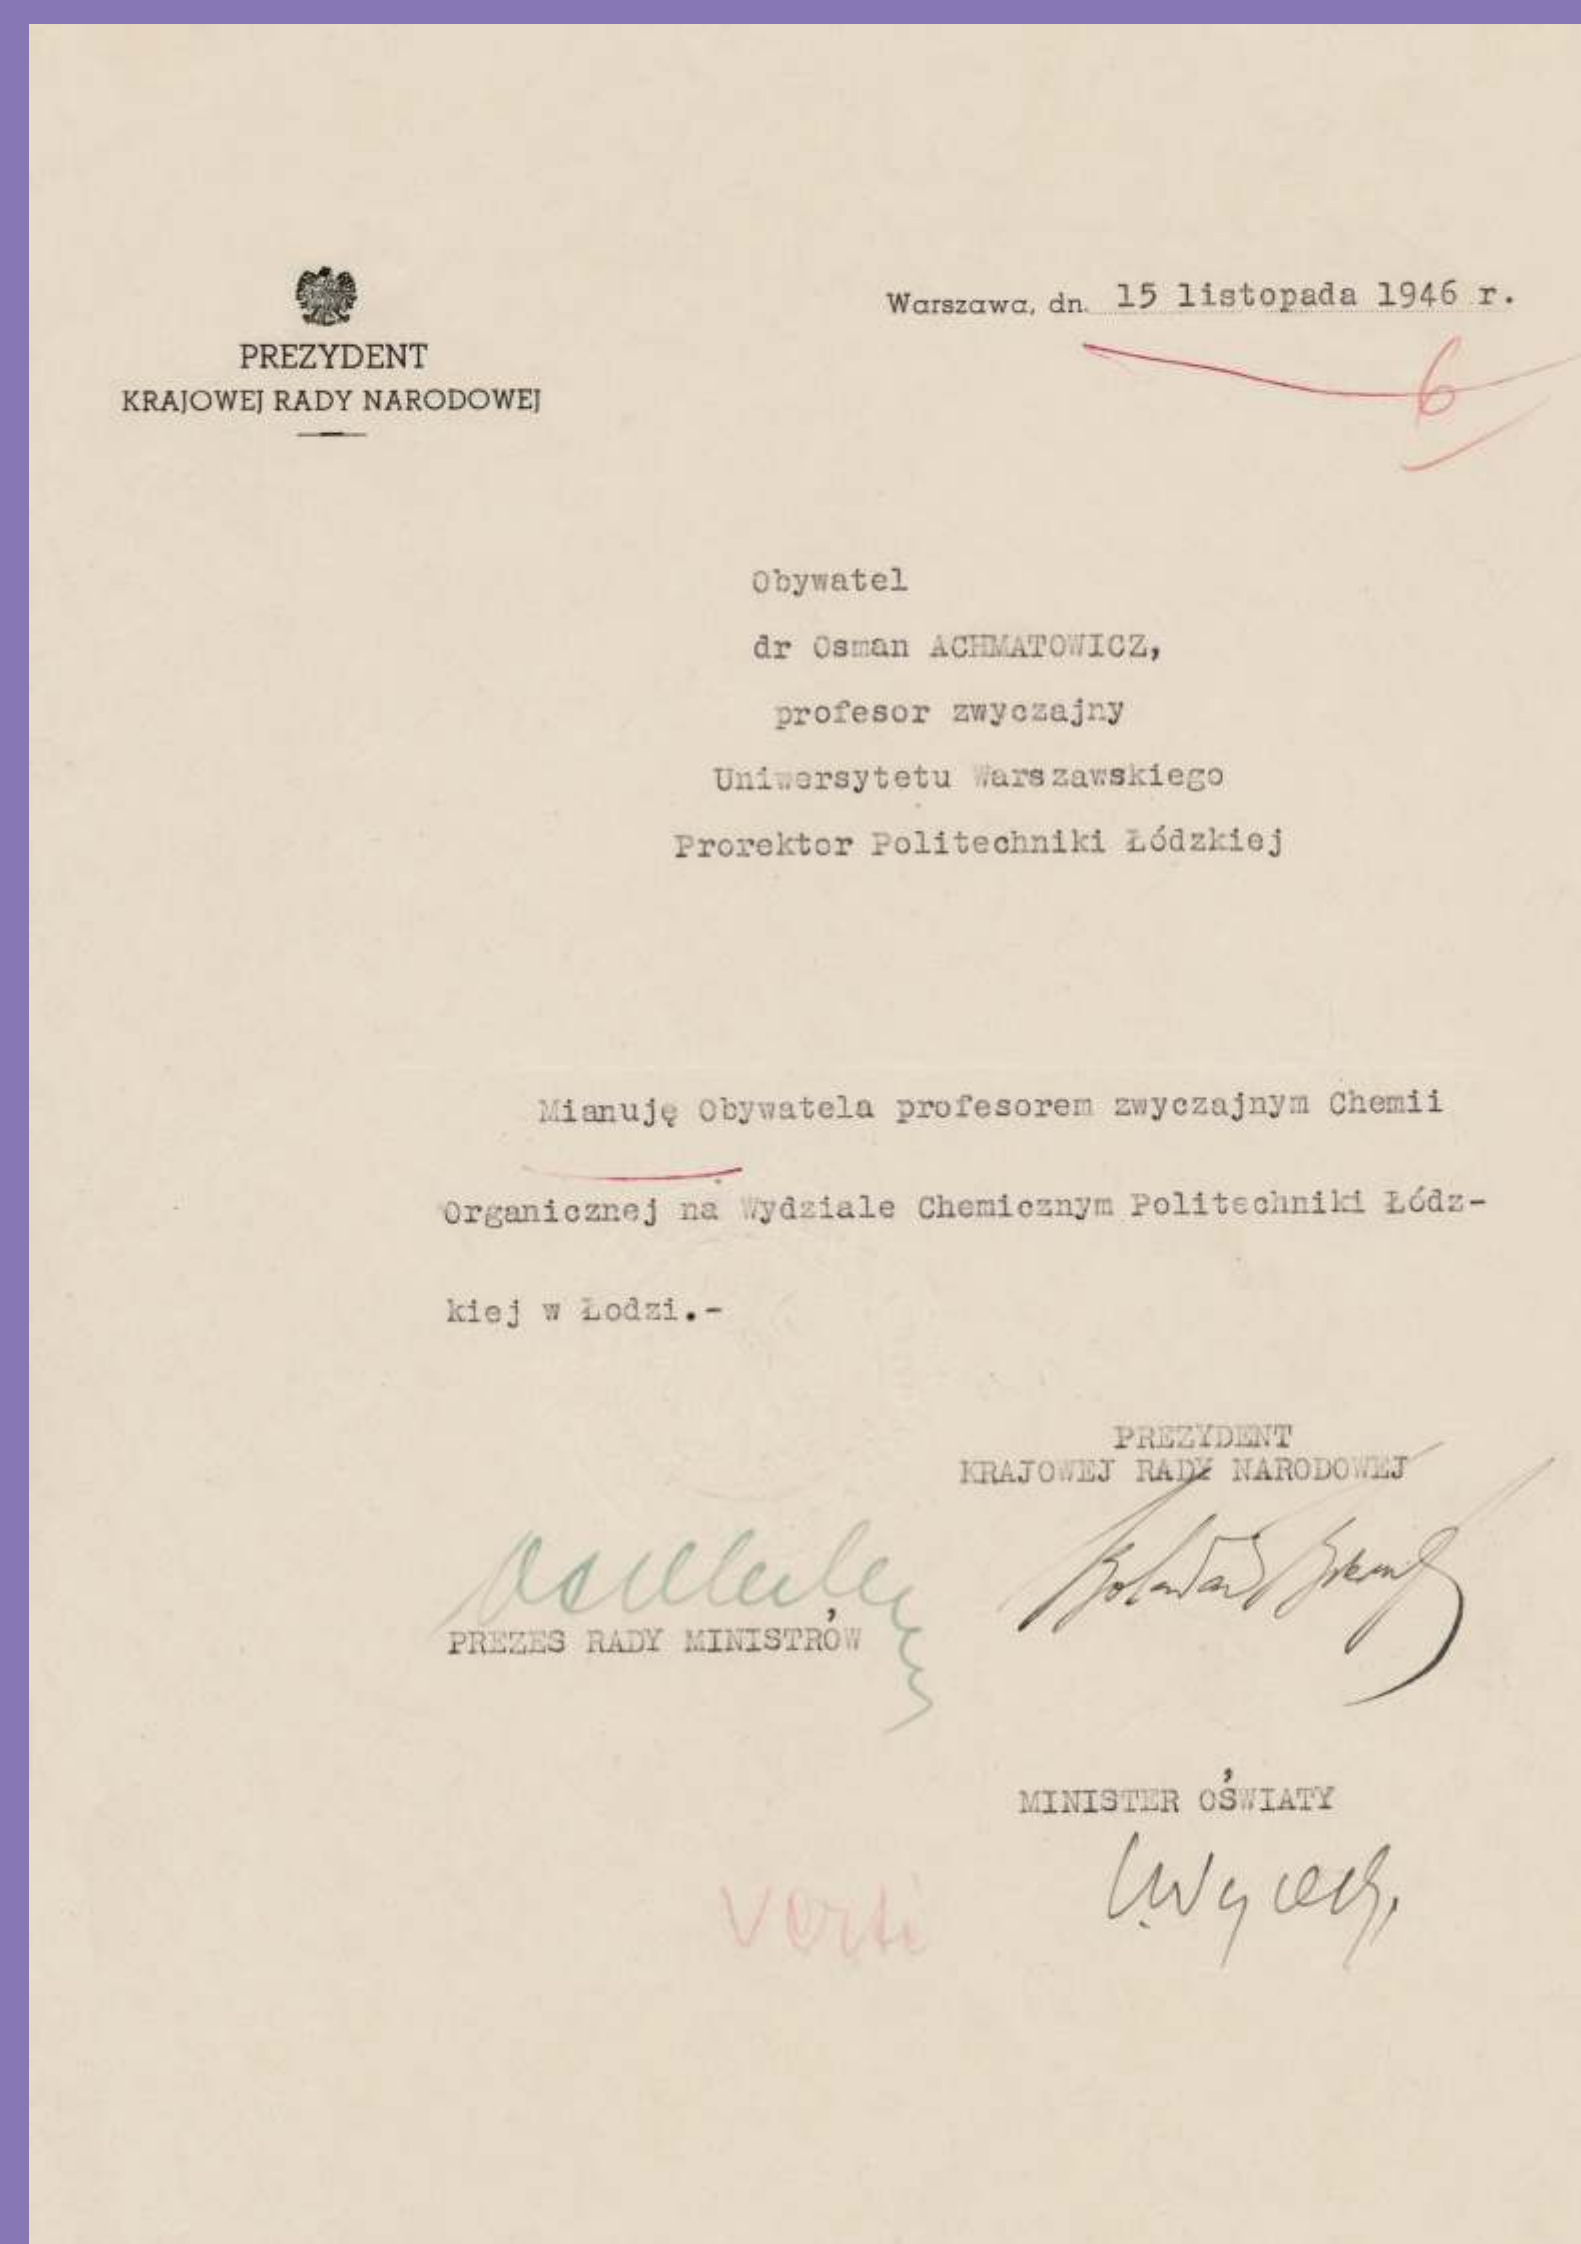 PREZYDENT
KRAJOWEJ RADY NARODOWEJ
Warszawa, dn. 15 listopada 1946 r.
6
Obywatel
dr Osman ACHMATOWICZ,
profesor zwyczajny
Uniwersytetu Warszawskiego
Prorektor Politechniki Łódzkiej
Mianuję Obywatela profesorem zwyczajnym Chemii
Organicznej na Wydziale Chemicznym Politechniki Łódz-
kiej w Łodzi.-
PREZYDENT
KRAJOWEJ RADY NARODOWEJ
PREZES RADY MINISTRÓW
MINISTER OŚWIATY
Wycech
verti